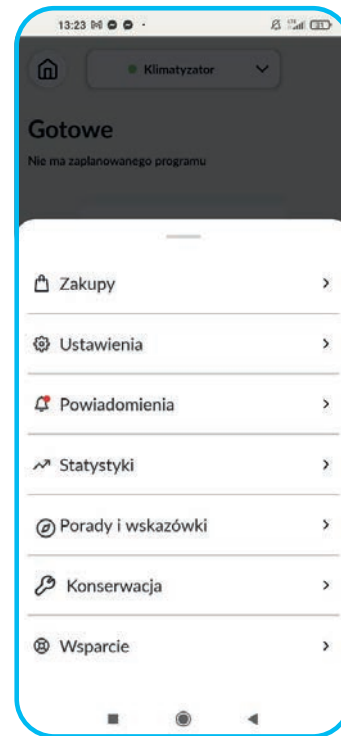 13:23
Klimatyzator
Gotowe
Nie ma zaplanowanego programu
Zakupy
Ustawienia
Powiadomienia
Statystyki
Porady i wskazówki
Konserwacja
Wsparcie